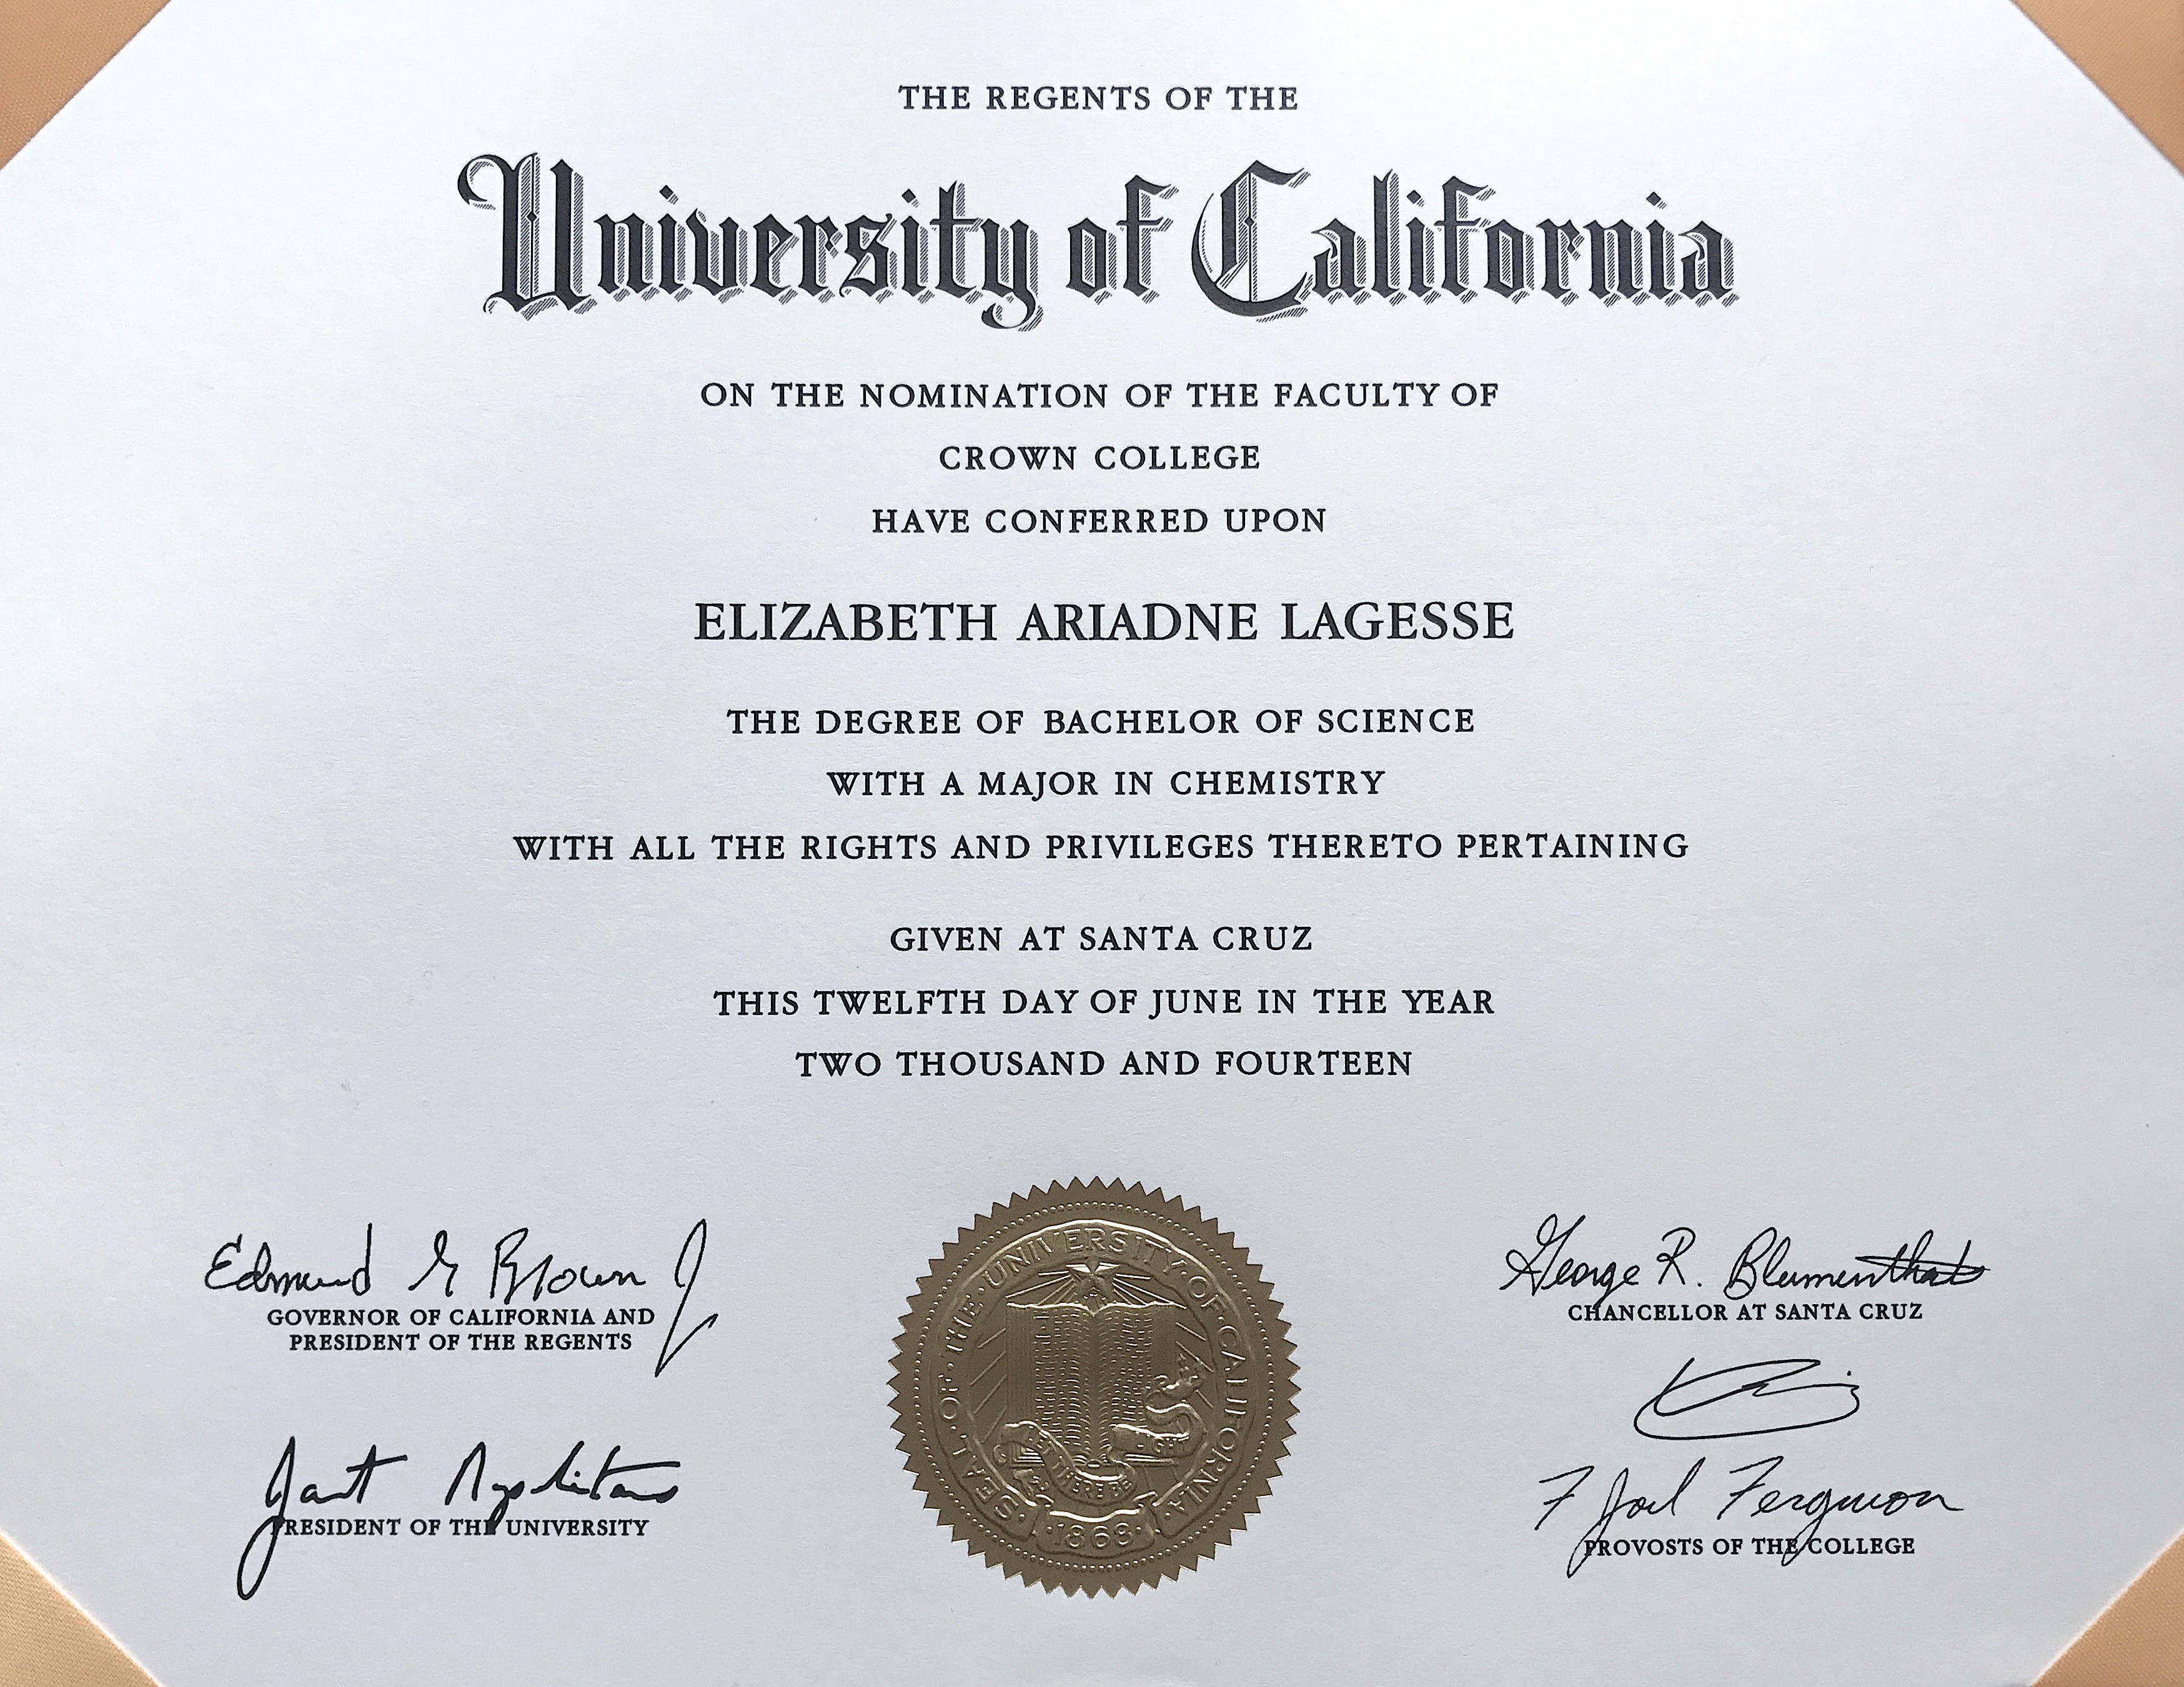 THE REGENTS OF THE
University of California
ON THE NOMINATION OF THE FACULTY OF
CROWN COLLEGE
HAVE CONFERRED UPON
ELIZABETH ARIADNE LAGESSE
THE DEGREE OF BACHELOR OF SCIENCE
WITH A MAJOR IN CHEMISTRY
WITH ALL THE RIGHTS AND PRIVILEGES THERETO PERTAINING
GIVEN AT SANTA CRUZ
THIS TWELFTH DAY OF JUNE IN THE YEAR
TWO THOUSAND AND FOURTEEN
Edmund G Brown J
GOVERNOR OF CALIFORNIA AND
PRESIDENT OF THE REGENTS
Janet Napolitano
PRESIDENT OF THE UNIVERSITY
SEAL·OF·THE·UNIVERSITY·OF·CALIFORNIA
LET THERE BE LIGHT
·1868·
George R. Blumenthal
CHANCELLOR AT SANTA CRUZ
F Joel Ferguson
PROVOSTS OF THE COLLEGE